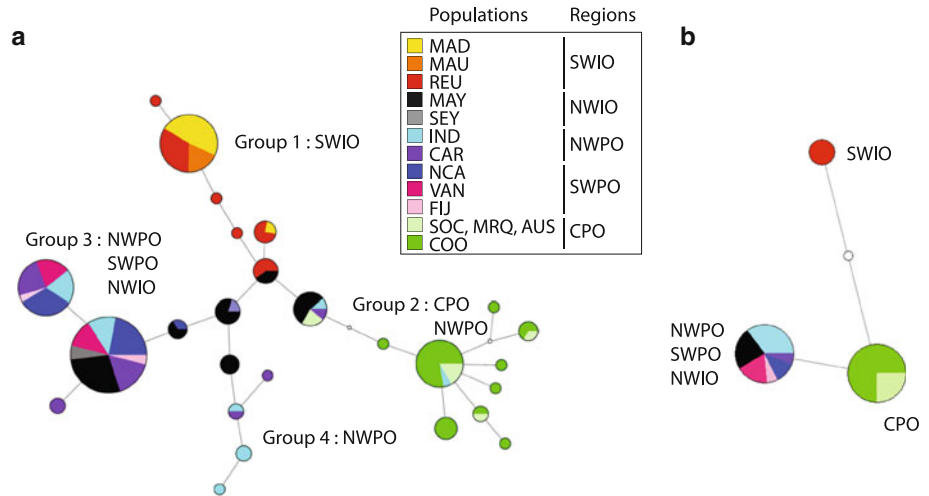 a
Populations Regions
MAD
MAU
REU
SWIO
MAY
SEY
NWIO
IND
CAR
NWPO
NCA
VAN
FIJ
SWPO
SOC, MRQ, AUS
COO
CPO
Group 1 : SWIO
Group 3 : NWPO
SWPO
NWIO
Group 2 : CPO
NWPO
Group 4 : NWPO
b
SWIO
NWPO
SWPO
NWIO
CPO